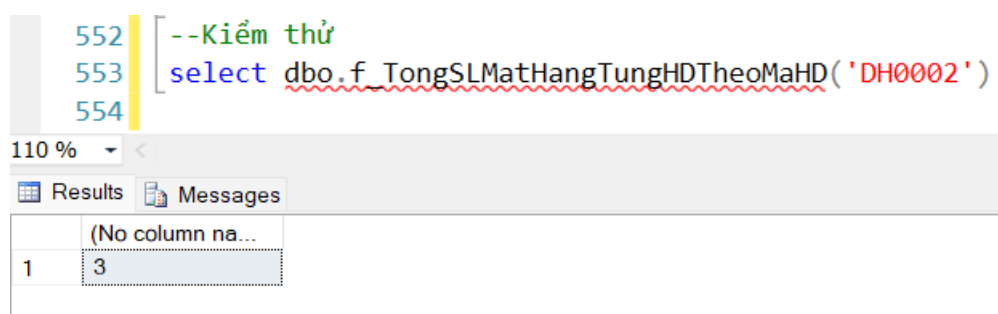 552 --Kiểm thử
553 select dbo.f_TongSLMatHangTungHDTheoMaHD('DH0002')
554
110 %
Results Messages
(No column na...
1 3